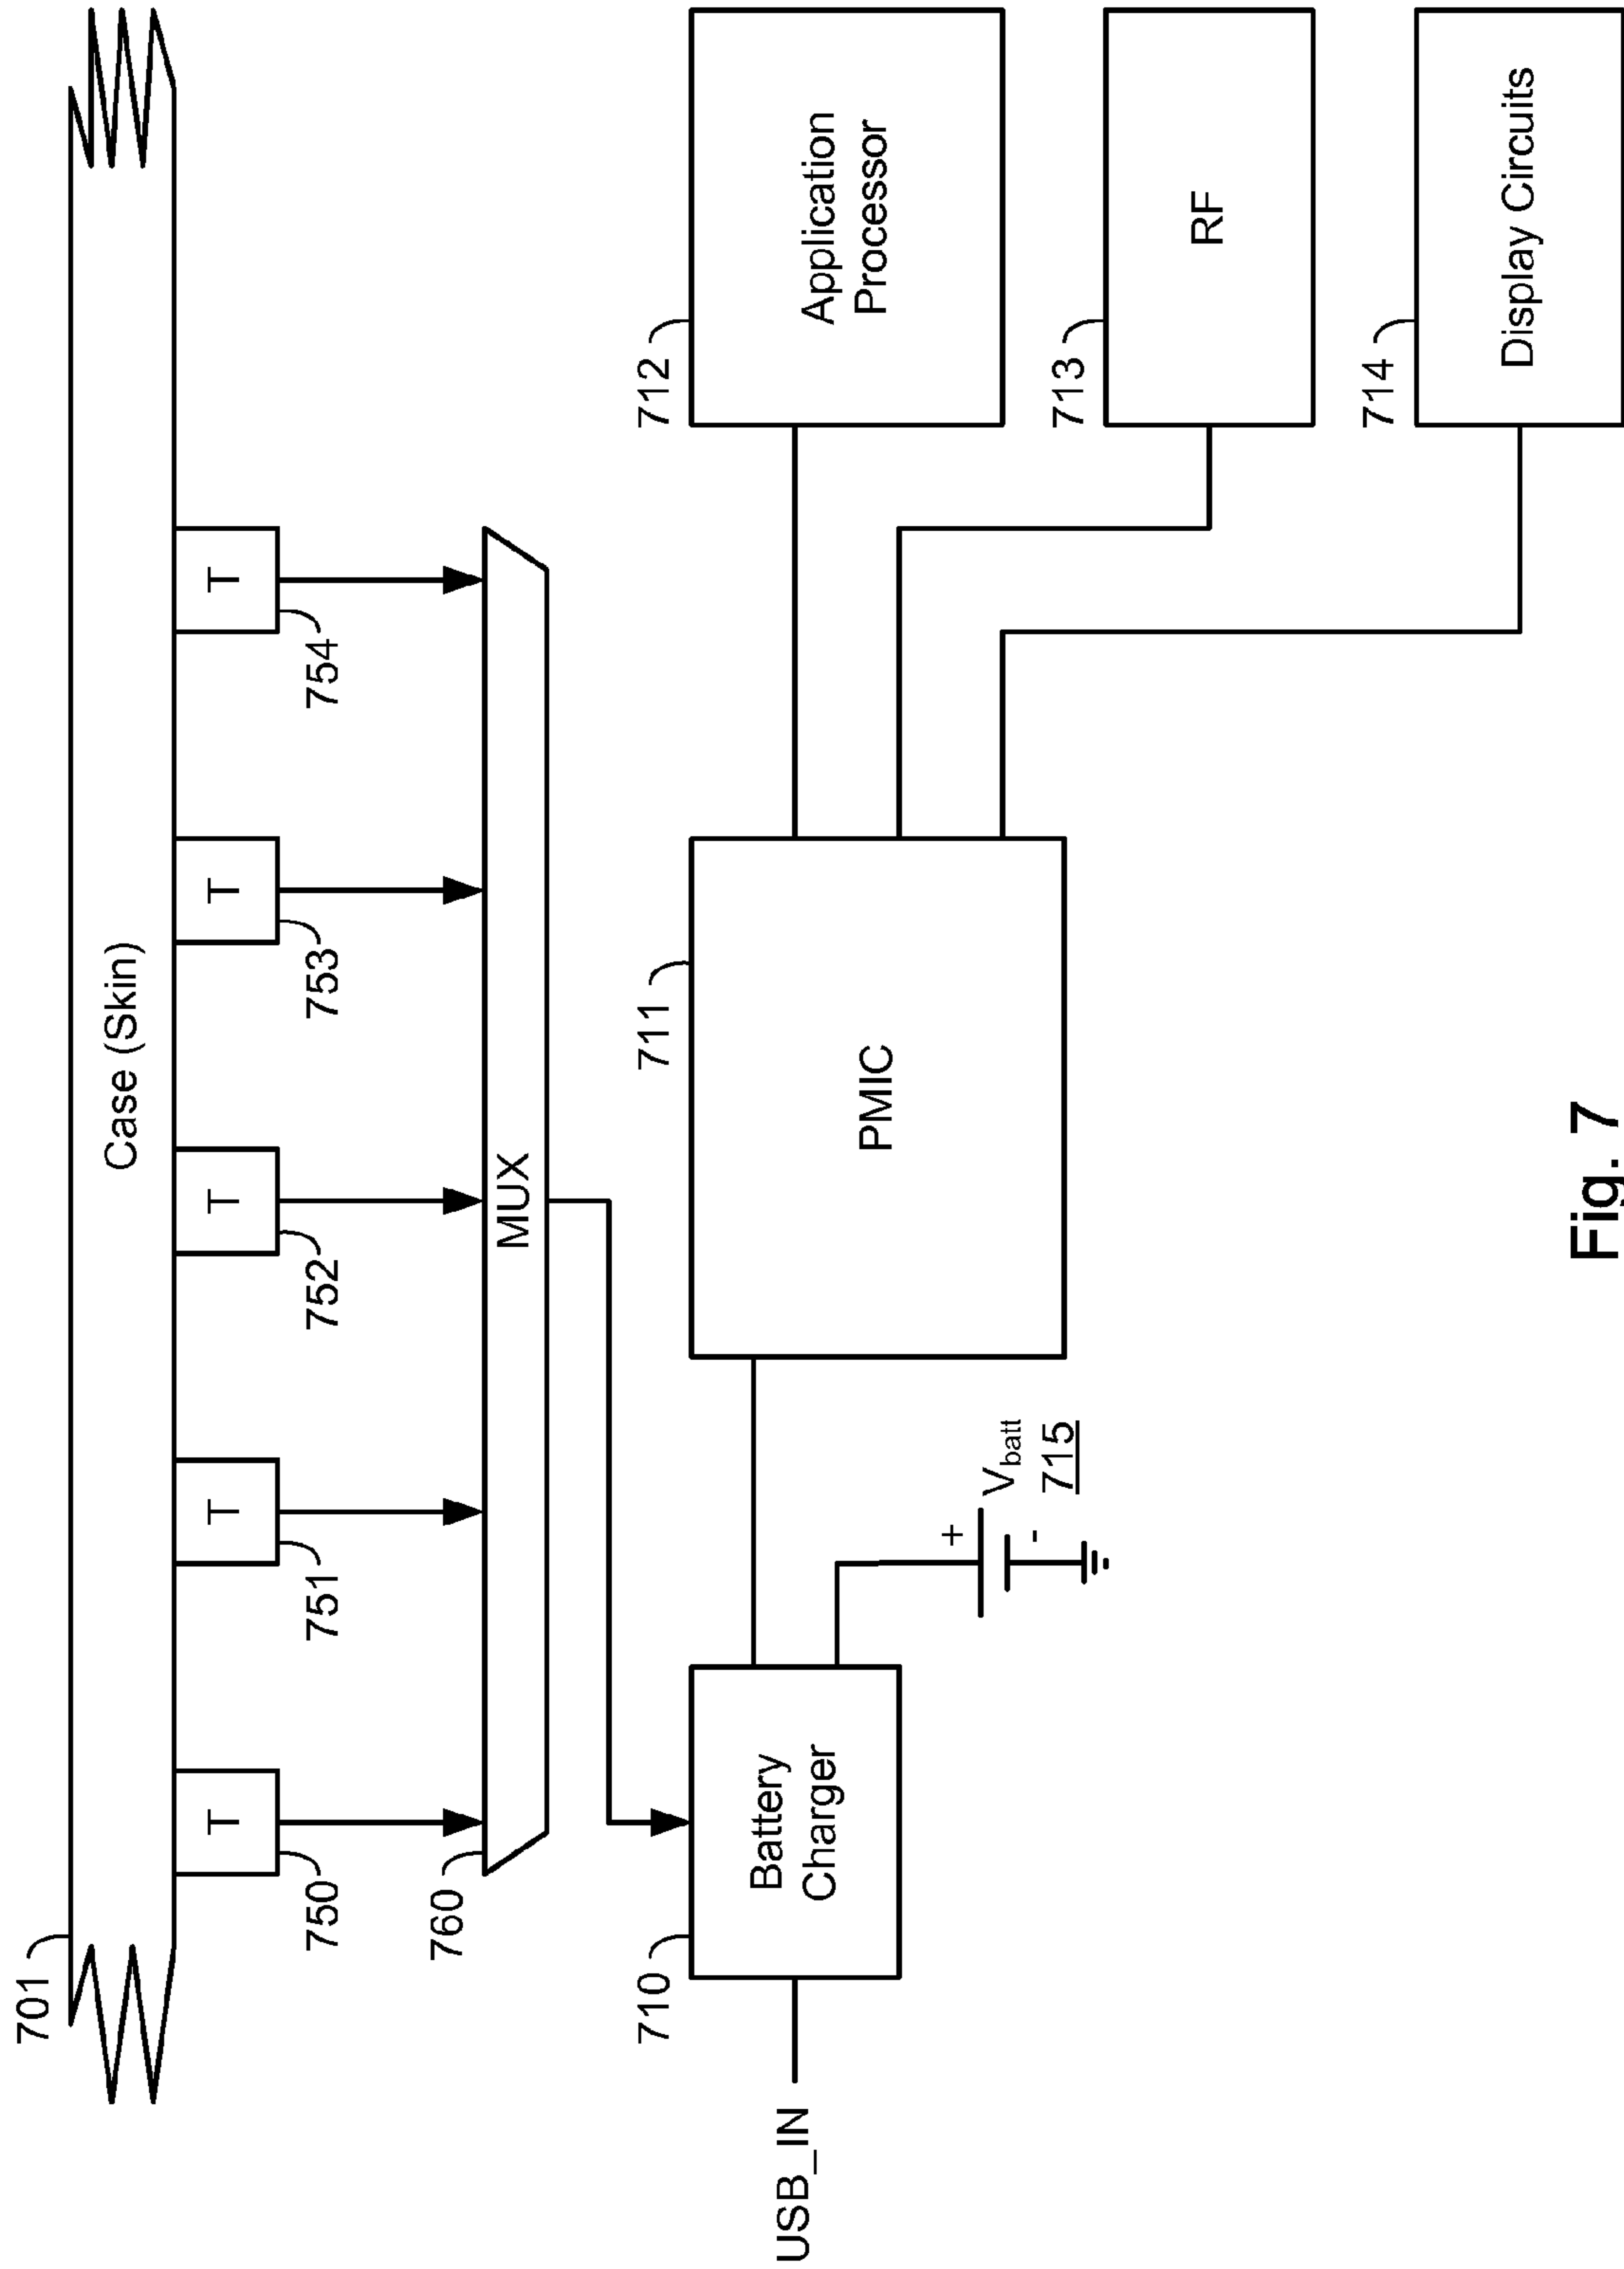 701
Case (Skin)
T
T
T
T
T
750
751
752
753
754
760
MUX
710
711
712
Battery
Charger
PMIC
Application
Processor
USB_IN
V_batt
715
+
-
713
RF
714
Display Circuits
Fig. 7